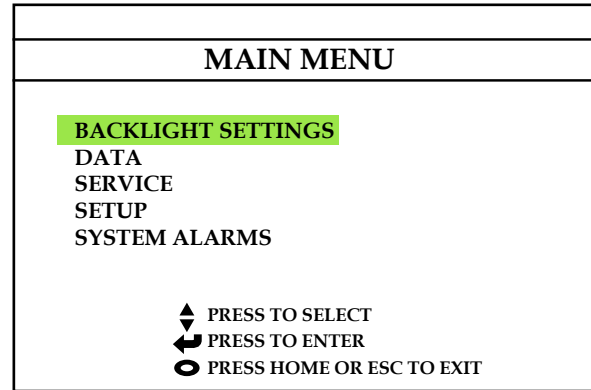 MAIN MENU
BACKLIGHT SETTINGS
DATA
SERVICE
SETUP
SYSTEM ALARMS
PRESS TO SELECT
PRESS TO ENTER
PRESS HOME OR ESC TO EXIT